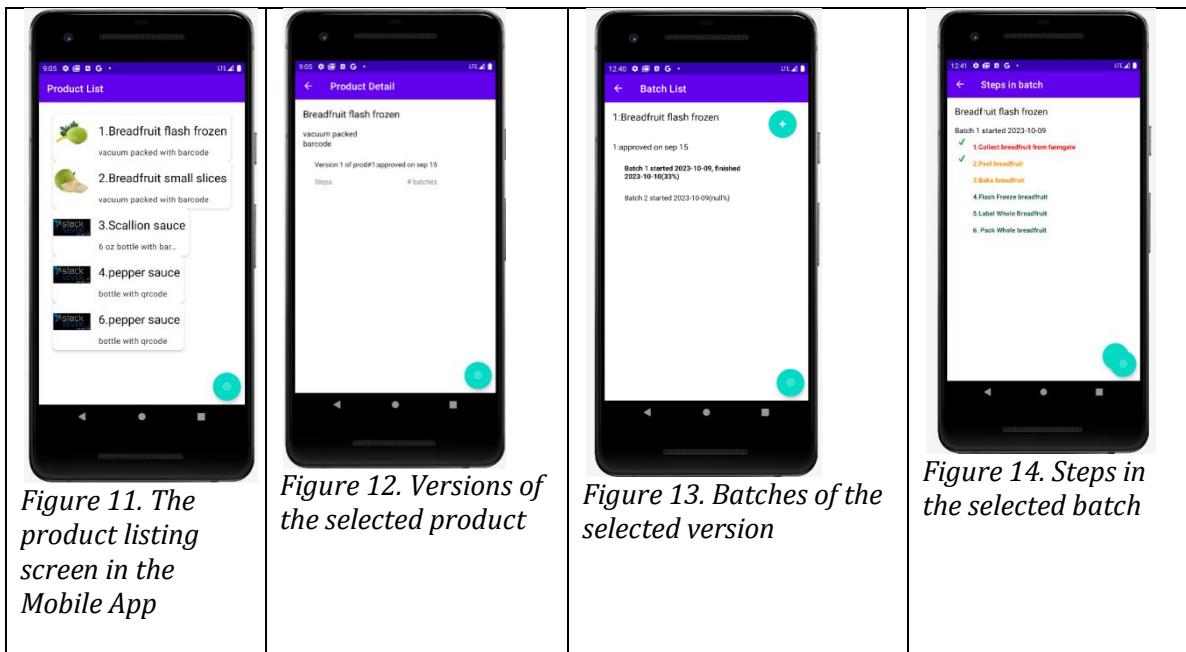 9:05 G • LTE
Product List
1.Breadfruit flash frozen
vacuum packed with barcode
2.Breadfruit small slices
vacuum packed with barcode
stack
3.Scallion sauce
6 oz bottle with bar...
stack
4.pepper sauce
bottle with qrcode
stack
6.pepper sauce
bottle with qrcode
Figure 11. The
product listing
screen in the
Mobile App
9:05 G • LTE
← Product Detail
Breadfruit flash frozen
vacuum packed
barcode
Version 1 of prod#1:approved on sep 15
Steps # batches
Figure 12. Versions of
the selected product
12:40 G • LTE
← Batch List
1:Breadfruit flash frozen
+
1:approved on sep 15
Batch 1 started 2023-10-09, finished
2023-10-10(33%)
Batch 2 started 2023-10-09(null%)
Figure 13. Batches of the
selected version
12:41 G • LTE
← Steps in batch
Breadfruit flash frozen
Batch 1 started 2023-10-09
✓ 1.Collect breadfruit from farmgate
✓ 2.Peel breadfruit
3.Bake breadfruit
4.Flash Freeze breadfruit
5.Label Whole Breadfruit
6. Pack Whole breadfruit
Figure 14. Steps in
the selected batch